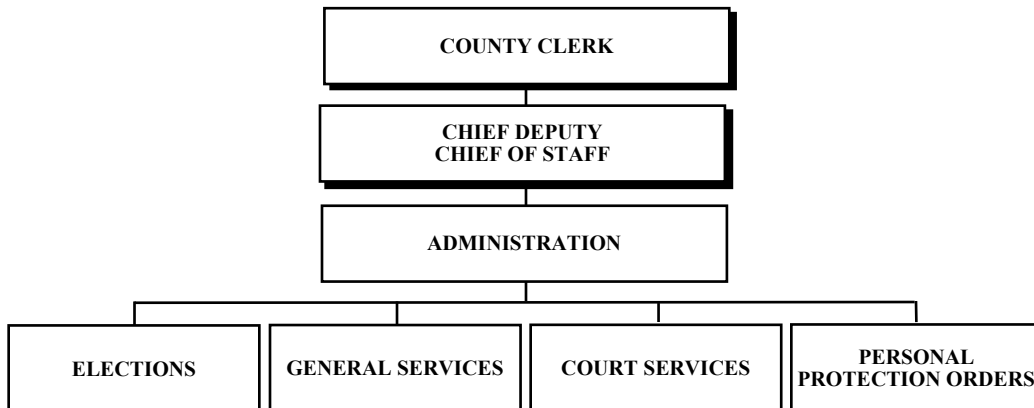 COUNTY CLERK
CHIEF DEPUTY
CHIEF OF STAFF
ADMINISTRATION
ELECTIONS
GENERAL SERVICES
COURT SERVICES
PERSONAL
PROTECTION ORDERS